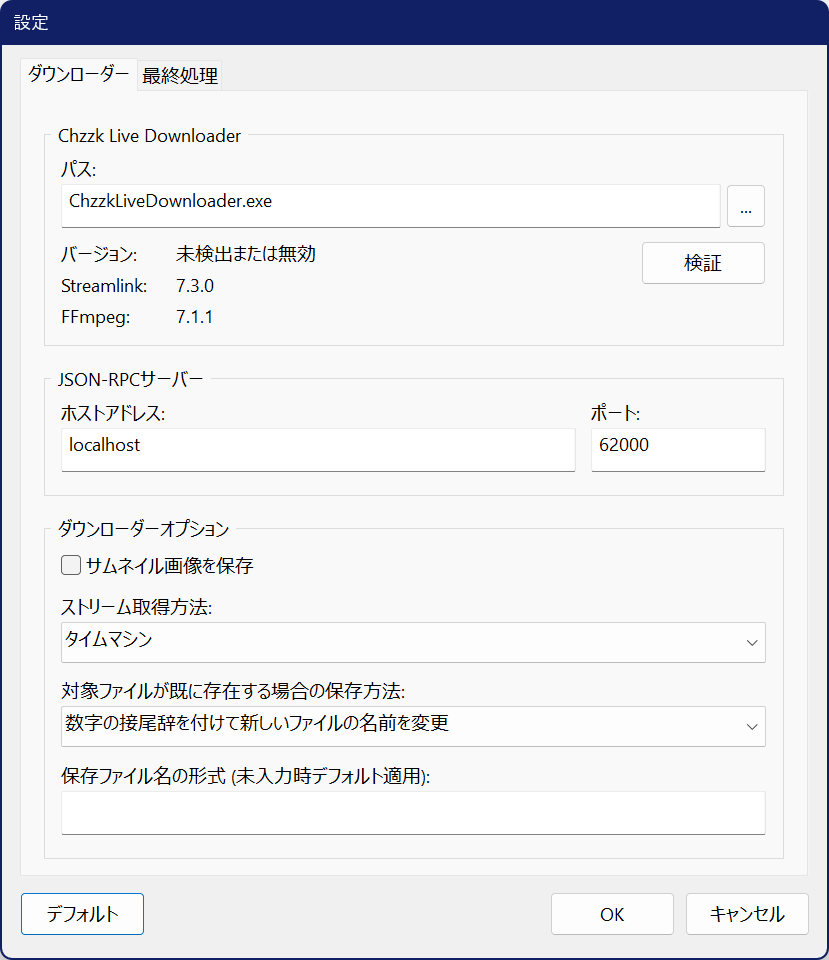 設定
ダウンローダー 最終処理
Chzzk Live Downloader
パス:
ChzzkLiveDownloader.exe ...
バージョン: 未検出または無効 検証
Streamlink: 7.3.0
FFmpeg: 7.1.1
JSON-RPCサーバー
ホストアドレス: ポート:
localhost 62000
ダウンローダーオプション
サムネイル画像を保存
ストリーム取得方法:
タイムマシン
対象ファイルが既に存在する場合の保存方法:
数字の接尾辞を付けて新しいファイルの名前を変更
保存ファイル名の形式 (未入力時デフォルト適用):
デフォルト OK キャンセル